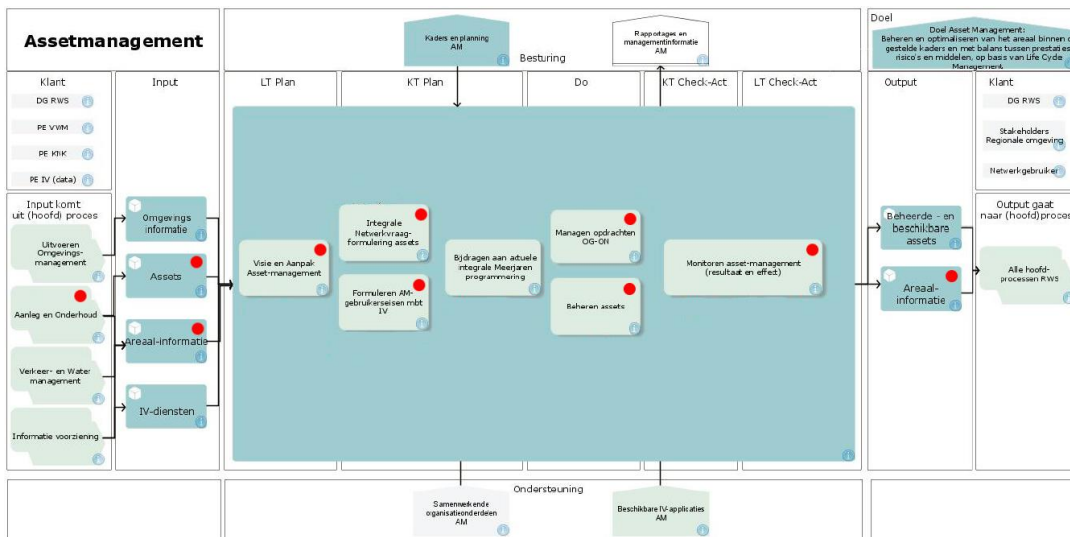 Assetmanagement
Kaders en planning
AM
Besturing
Rapportages en
managementinformatie
AM
Doel
Doel Asset Management:
Beheren en optimaliseren van het areaal binnen
gestelde kaders en met balans tussen prestaties,
risico's en middelen, op basis van Life Cycle
Management.
Klant
Input
LT Plan
KT Plan
Do
KT Check-Act
LT Check-Act
Output
Klant
DG RWS
PE VWM
PE KNK
PE IV (data)
DG RWS
Stakeholders
Regionale omgeving
Netwerkgebruiker
Input komt
uit (hoofd) proces
Uitvoeren
Omgevings-
management
Aanleg en Onderhoud
Verkeer- en Water
management
Informatie voorziening
Omgevings
informatie
Assets
Areaal-informatie
IV-diensten
Visie en Aanpak
Asset-management
Integrale
Netwerkvraag-
formulering assets
Formuleren AM-
gebruikerseisen mbt
IV
Bijdragen aan actuele
integrale Meerjaren
programmering
Managen opdrachten
OG-ON
Beheren assets
Monitoren asset-management
(resultaat en effect)
Beheerde - en
beschikbare
assets
Areaal-
informatie
Output gaat
naar (hoofd)proces
Alle hoofd-
processen RWS
Ondersteuning
Samenwerkende
organisatieonderdelen
AM
Beschikbare IV-applicaties
AM